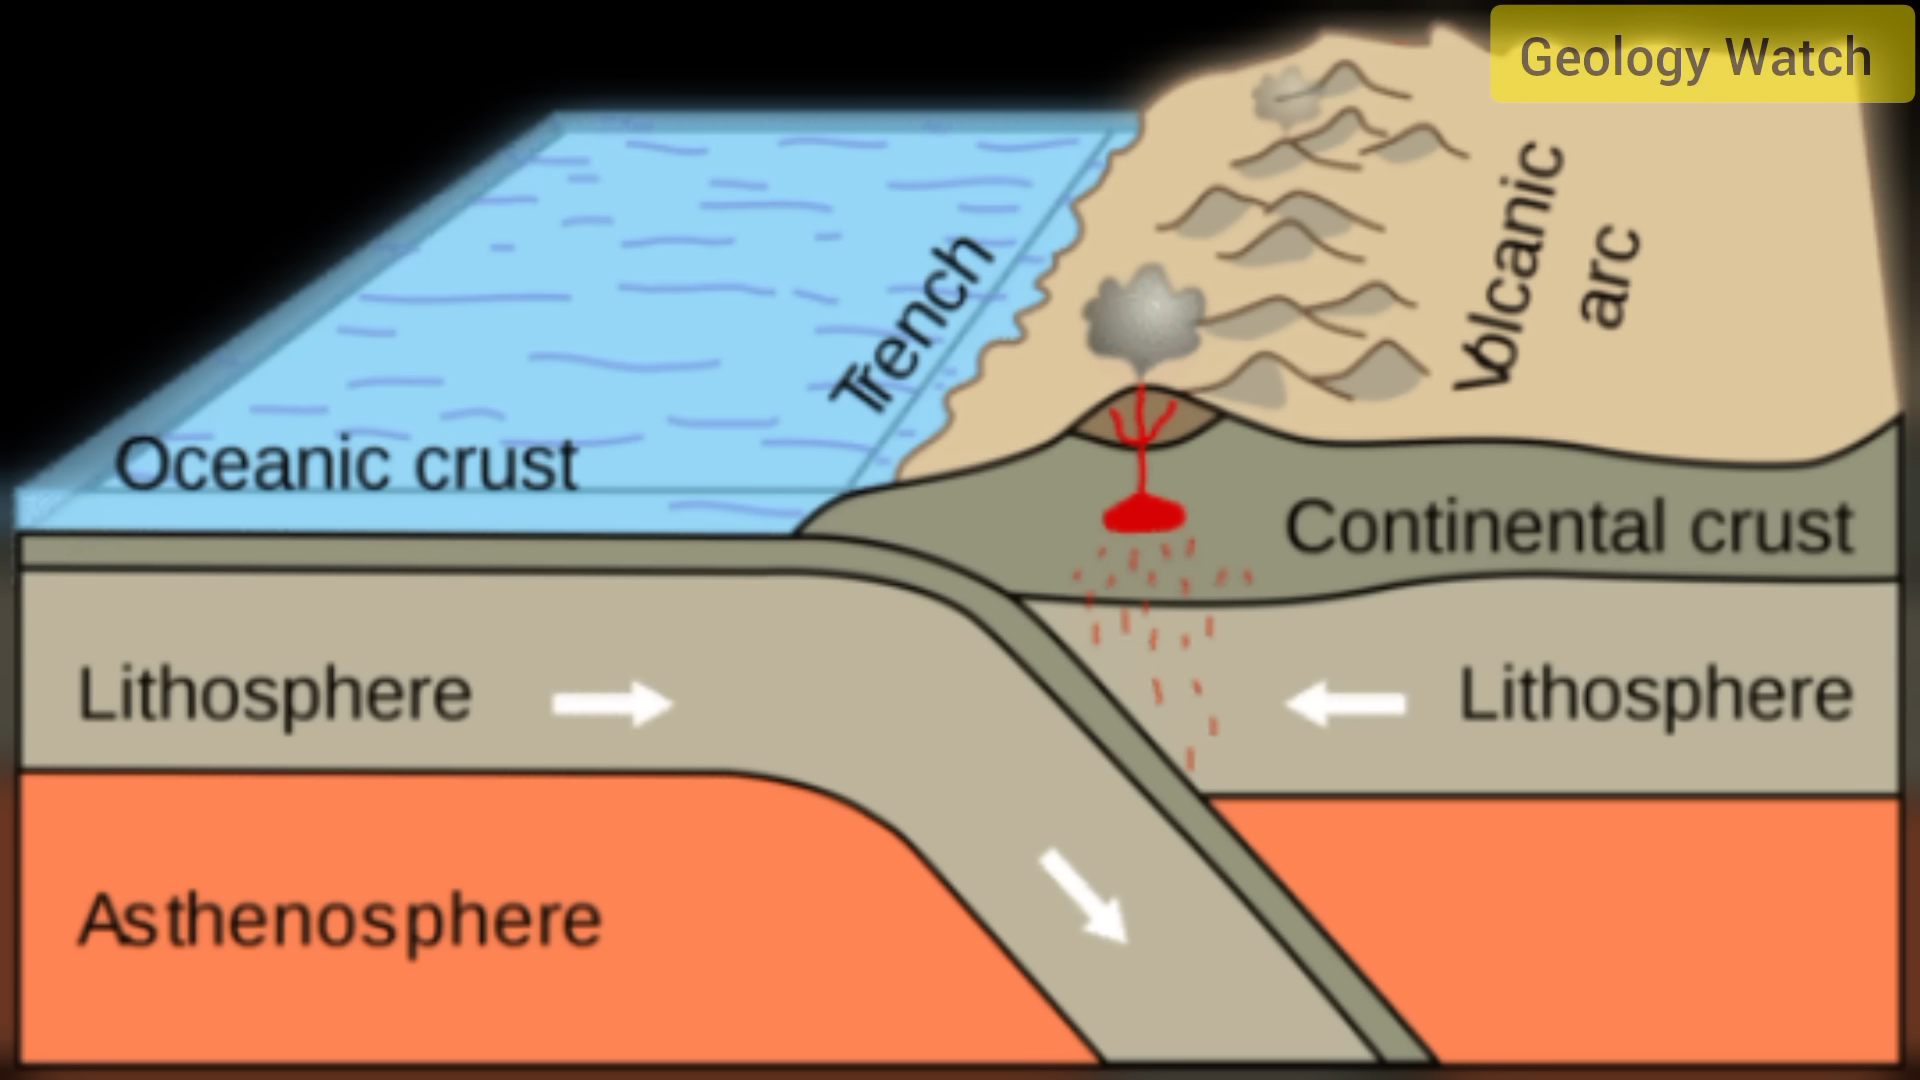 Geology Watch
Volcanic
arc
Trench
Oceanic crust
Continental crust
Lithosphere
Lithosphere
Asthenosphere